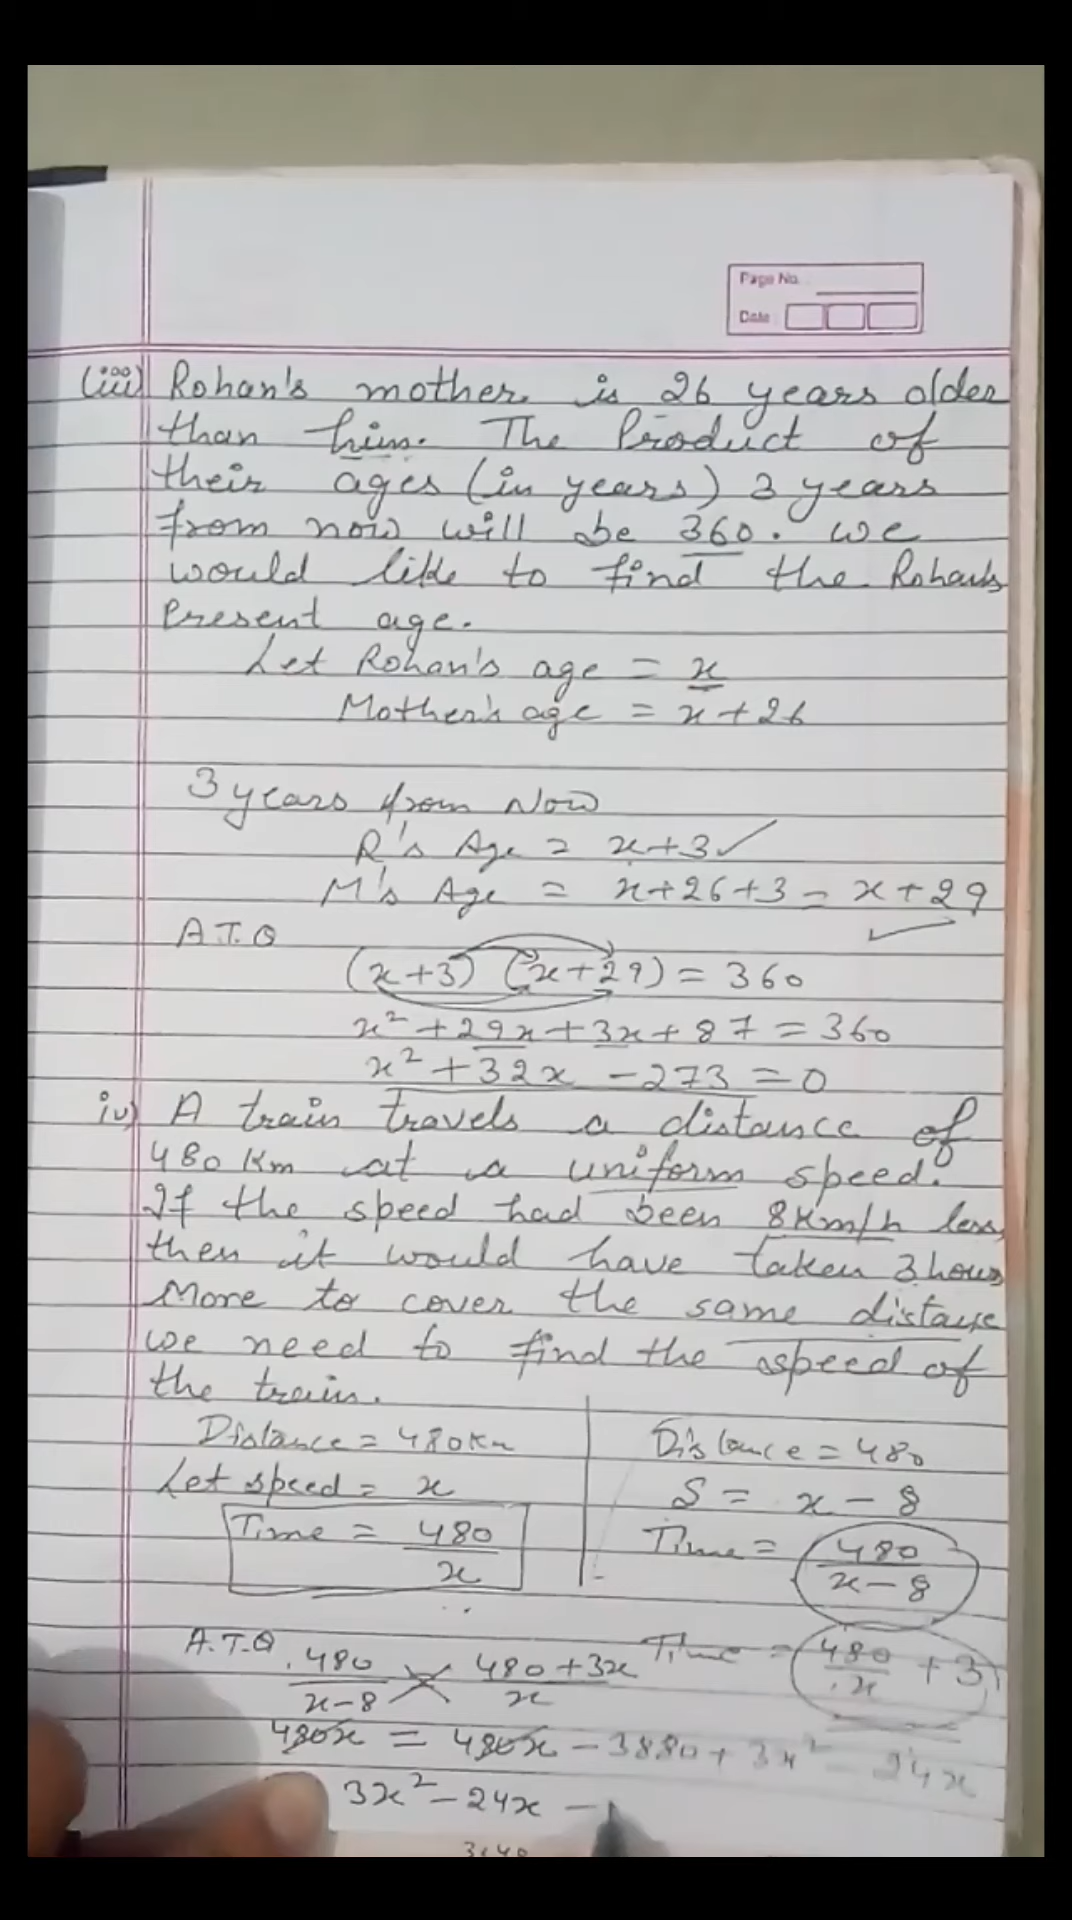 Page No.
Date
(iii) Rohan's mother is 26 years older
than him. The Product of
their ages (in years) 3 years
from now will be 360. We
would like to find the Rohan's
Present age.
Let Rohan's age = x
Mother's age = x+26
3 years from Now
R's Age = x+3 ✓
M's Age = x+26+3 = x+29
A.T.Q
(x+3) (x+29) = 360
x² + 29x + 3x + 87 = 360
x² + 32x - 273 = 0
iv) A train travels a distance of
480 Km at a uniform speed.
If the speed had been 8 Km/h less,
then it would have taken 3 hours
More to cover the same distance
we need to find the speed of
the train.
Distance = 480 Km
Let speed = x
Time = 480/x
Distance = 480
S = x - 8
Time = 480/(x-8)
Time = 480/x + 3
A.T.Q 480/(x-8) (480+3x)/x
480x = 480x - 3880 + 3x² - 24x
3x² - 24x -